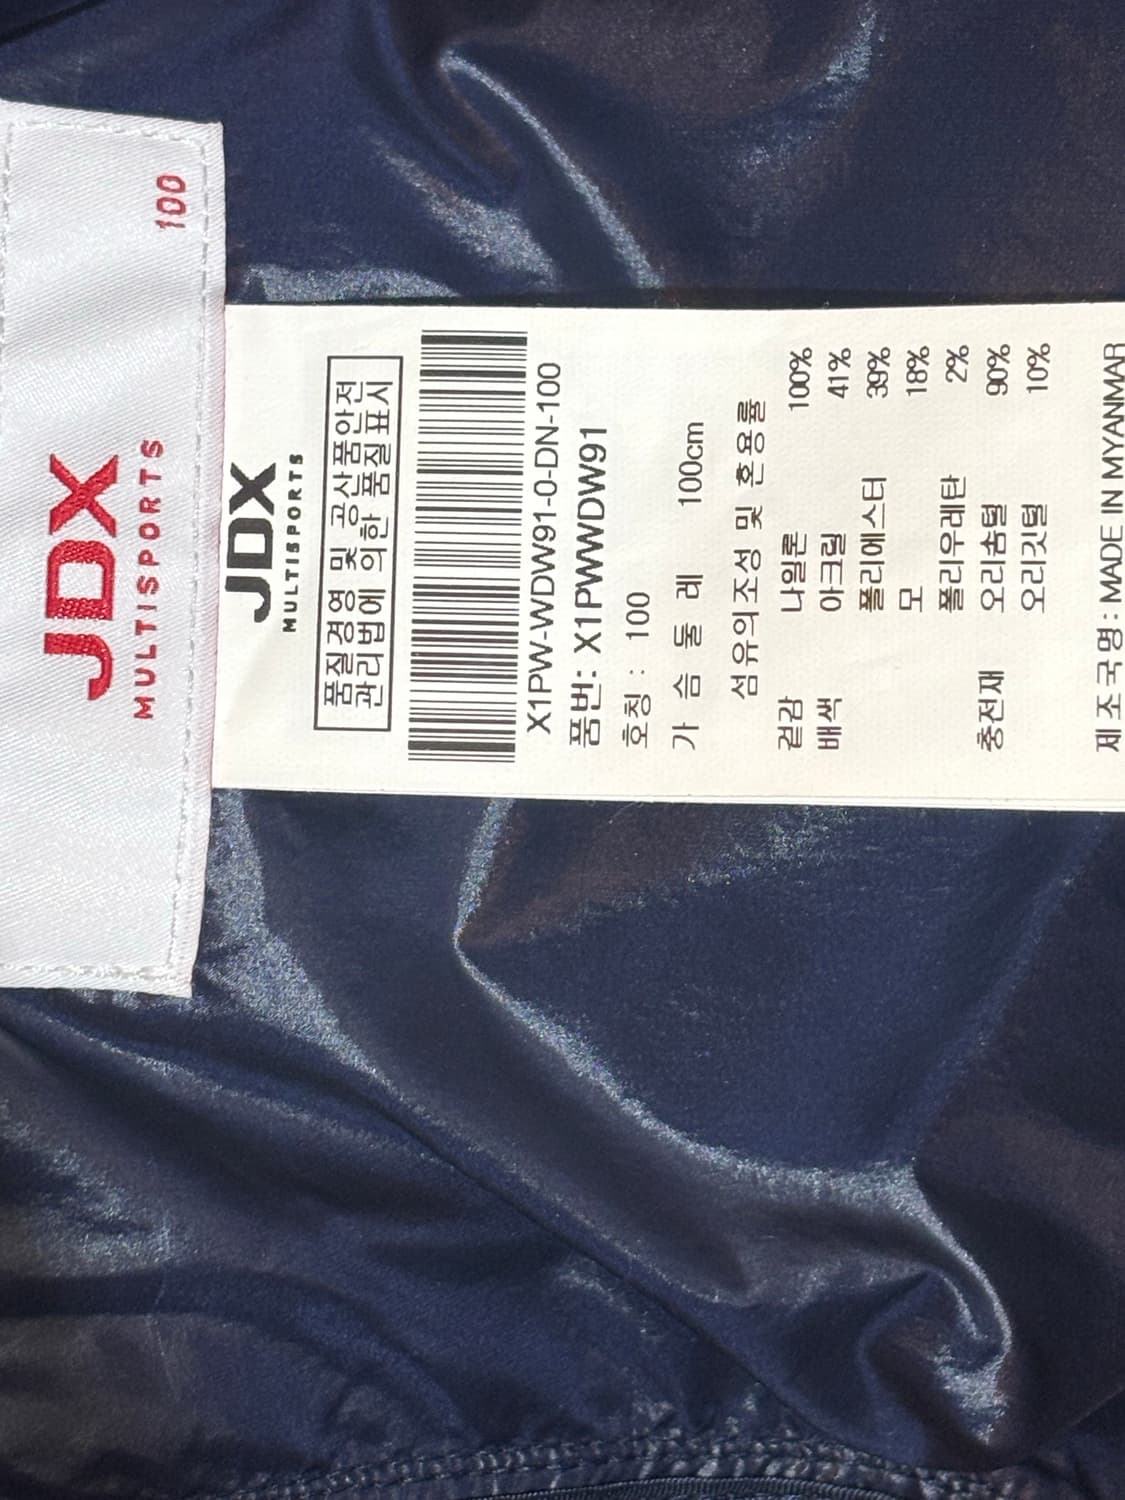 JDX
MULTISPORTS
100
JDX
MULTISPORTS
품질경영 및 공산품안전
관리법에 의한 품질표시
X1PW-WDW91-0-DN-100
품번: X1PWWDW91
호칭 : 100
가 슴 둘 레 100cm
섬유의 조성 및 혼용률
겉감 나일론 100%
배색 아크릴 41%
폴리에스터 39%
모 18%
폴리우레탄 2%
충전재 오리솜털 90%
오리깃털 10%
제 조 국 명 : MADE IN MYANMAR